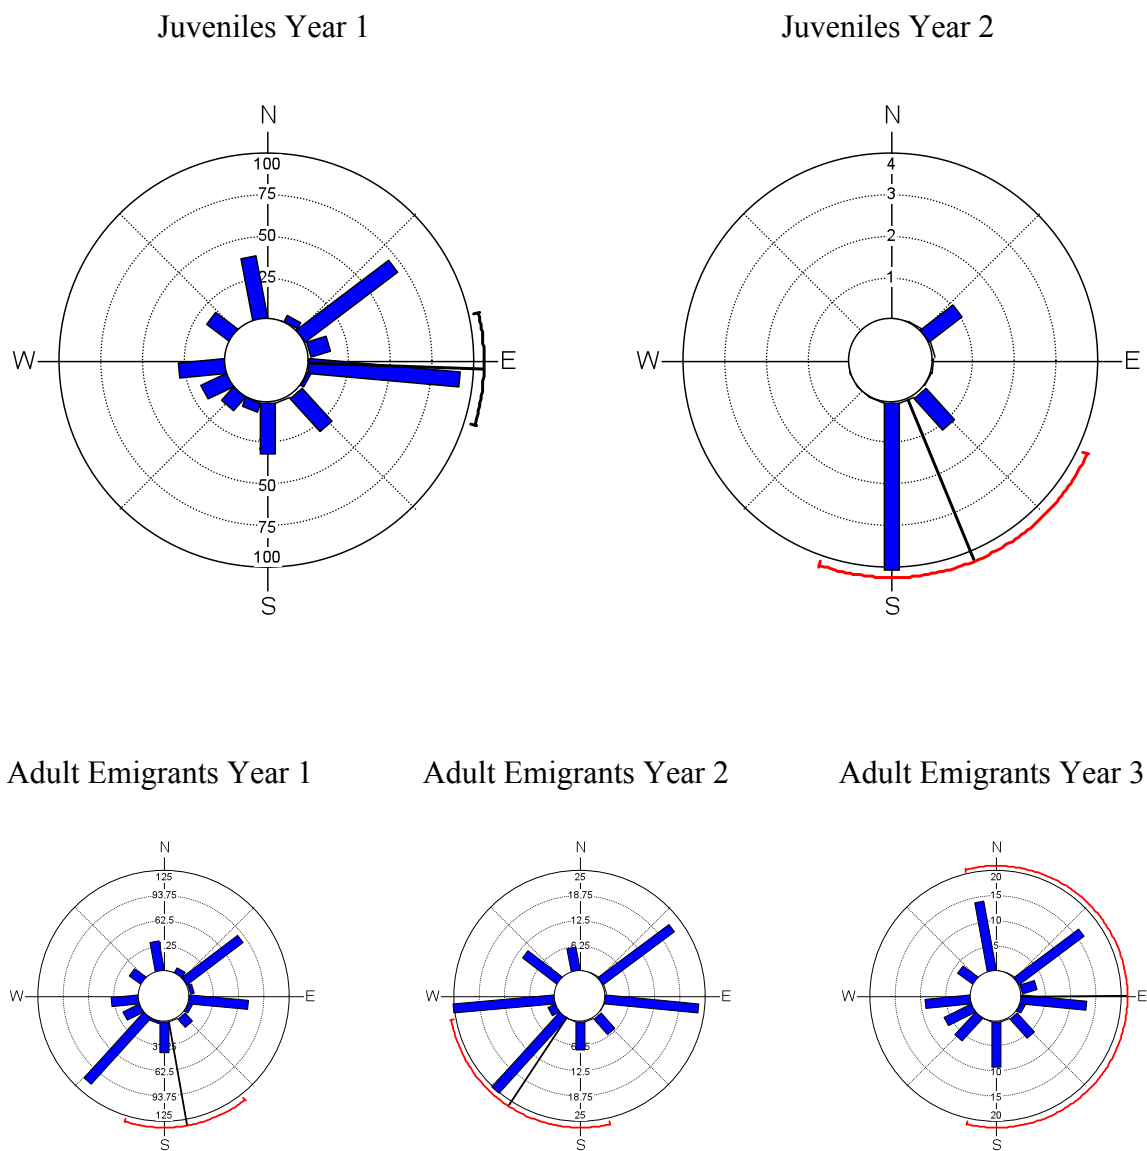 Juveniles Year 1
Juveniles Year 2
N
100
75
50
25
W
E
50
75
100
S
N
4
3
2
1
W
E
S
Adult Emigrants Year 1
Adult Emigrants Year 2
Adult Emigrants Year 3
N
125
93.75
62.5
W
E
62.5
93.75
125
S
N
25
18.75
12.5
6.25
W
E
12.5
18.75
25
S
N
20
15
10
5
W
E
10
15
20
S